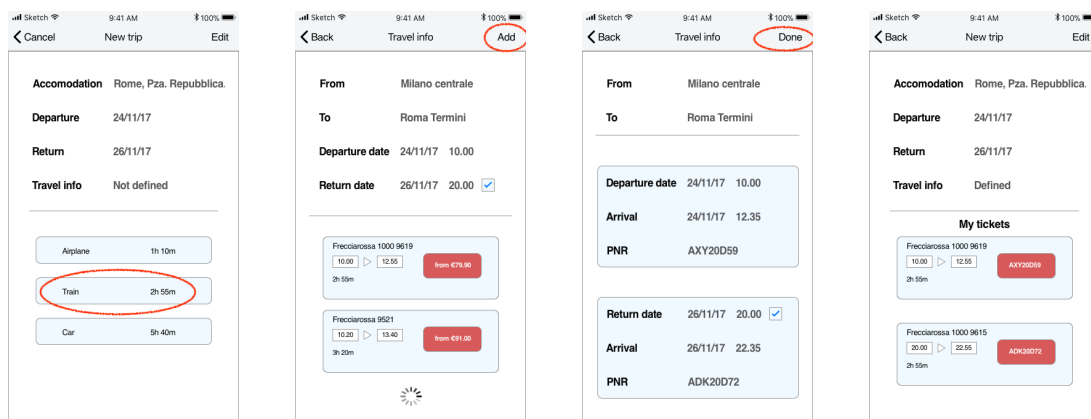 Sketch 9:41 AM 100%
Cancel New trip Edit
Accomodation Rome, Pza. Repubblica.
Departure 24/11/17
Return 26/11/17
Travel info Not defined
Airplane 1h 10m
Train 2h 55m
Car 5h 40m
Sketch 9:41 AM 100%
Back Travel info Add
From Milano centrale
To Roma Termini
Departure date 24/11/17 10.00
Return date 26/11/17 20.00
Frecciarossa 1000 9619
10.00 12.55 from €79.90
2h 55m
Frecciarossa 9521
10.20 13.40 from €91.00
3h 20m
Sketch 9:41 AM 100%
Back Travel info Done
From Milano centrale
To Roma Termini
Departure date 24/11/17 10.00
Arrival 24/11/17 12.35
PNR AXY20D59
Return date 26/11/17 20.00
Arrival 26/11/17 22.35
PNR ADK20D72
Sketch 9:41 AM 100%
Back New trip Edit
Accomodation Rome, Pza. Repubblica.
Departure 24/11/17
Return 26/11/17
Travel info Defined
My tickets
Frecciarossa 1000 9619
10.00 12.55 AXY20D59
2h 55m
Frecciarossa 1000 9615
20.00 22.55 ADK20D72
2h 55m